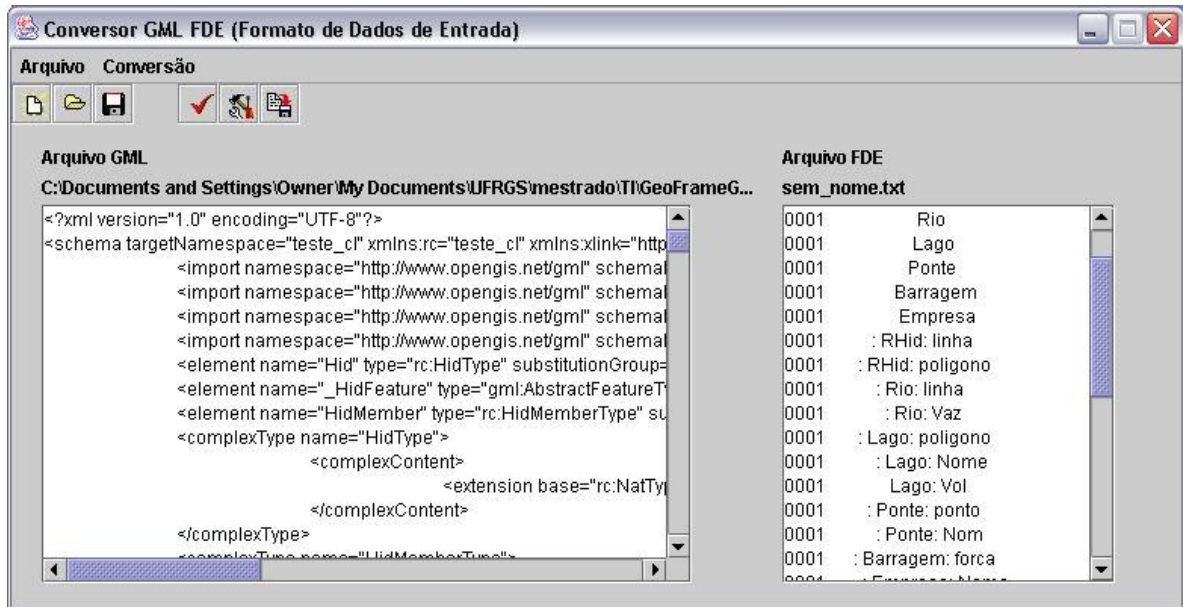 Conversor GML FDE (Formato de Dados de Entrada)
Arquivo Conversão
Arquivo GML
C:\Documents and Settings\Owner\My Documents\UFRGS\mestrado\TI\GeoFrameG...
<?xml version="1.0" encoding="UTF-8"?>
<schema targetNamespace="teste_cl" xmlns:rc="teste_cl" xmlns:xlink="http
<import namespace="http://www.opengis.net/gml" schemal
<import namespace="http://www.opengis.net/gml" schemal
<import namespace="http://www.opengis.net/gml" schemal
<import namespace="http://www.opengis.net/gml" schemal
<element name="Hid" type="rc:HidType" substitutionGroup=
<element name="_HidFeature" type="gml:AbstractFeatureT
<element name="HidMember" type="rc:HidMemberType" su
<complexType name="HidType">
<complexContent>
<extension base="rc:NatTy
</complexContent>
</complexType>
<complexType name="HidMemberType">
Arquivo FDE
sem_nome.txt
0001 Rio
0001 Lago
0001 Ponte
0001 Barragem
0001 Empresa
0001 : RHid: linha
0001 : RHid: poligono
0001 : Rio: linha
0001 : Rio: Vaz
0001 : Lago: poligono
0001 : Lago: Nome
0001 Lago: Vol
0001 : Ponte: ponto
0001 : Ponte: Nom
0001 : Barragem: forca
0001 : Empresa: Nome